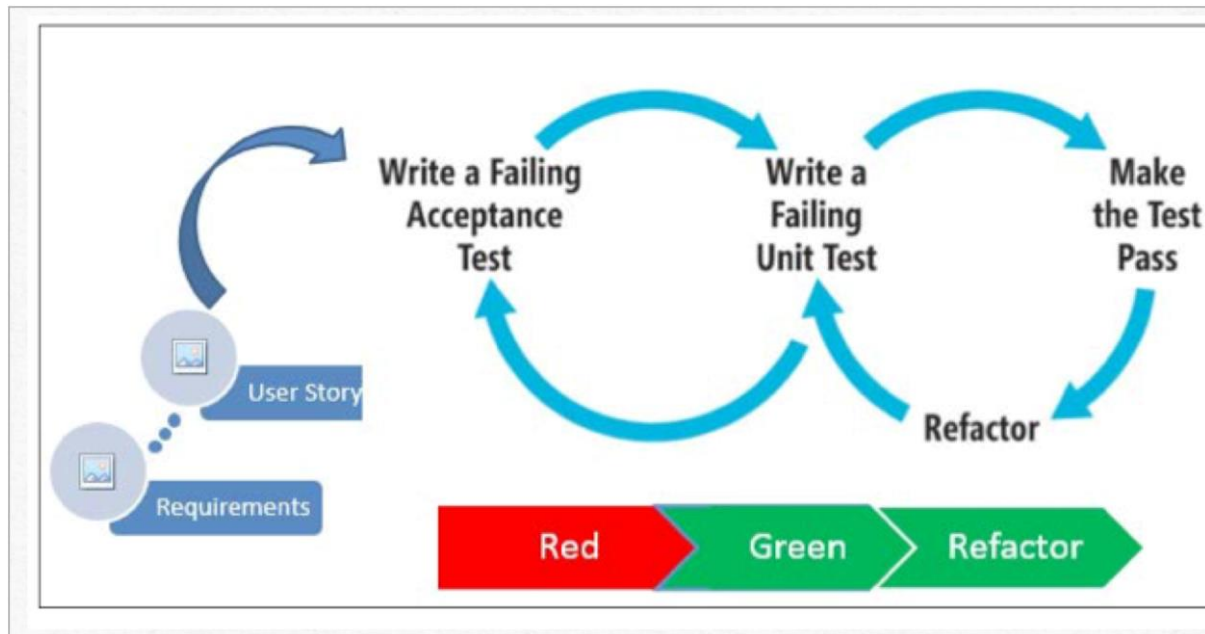 Write a Failing
Acceptance
Test
Write a
Failing
Unit Test
Make
the Test
Pass
Refactor
User Story
Requirements
Red
Green
Refactor